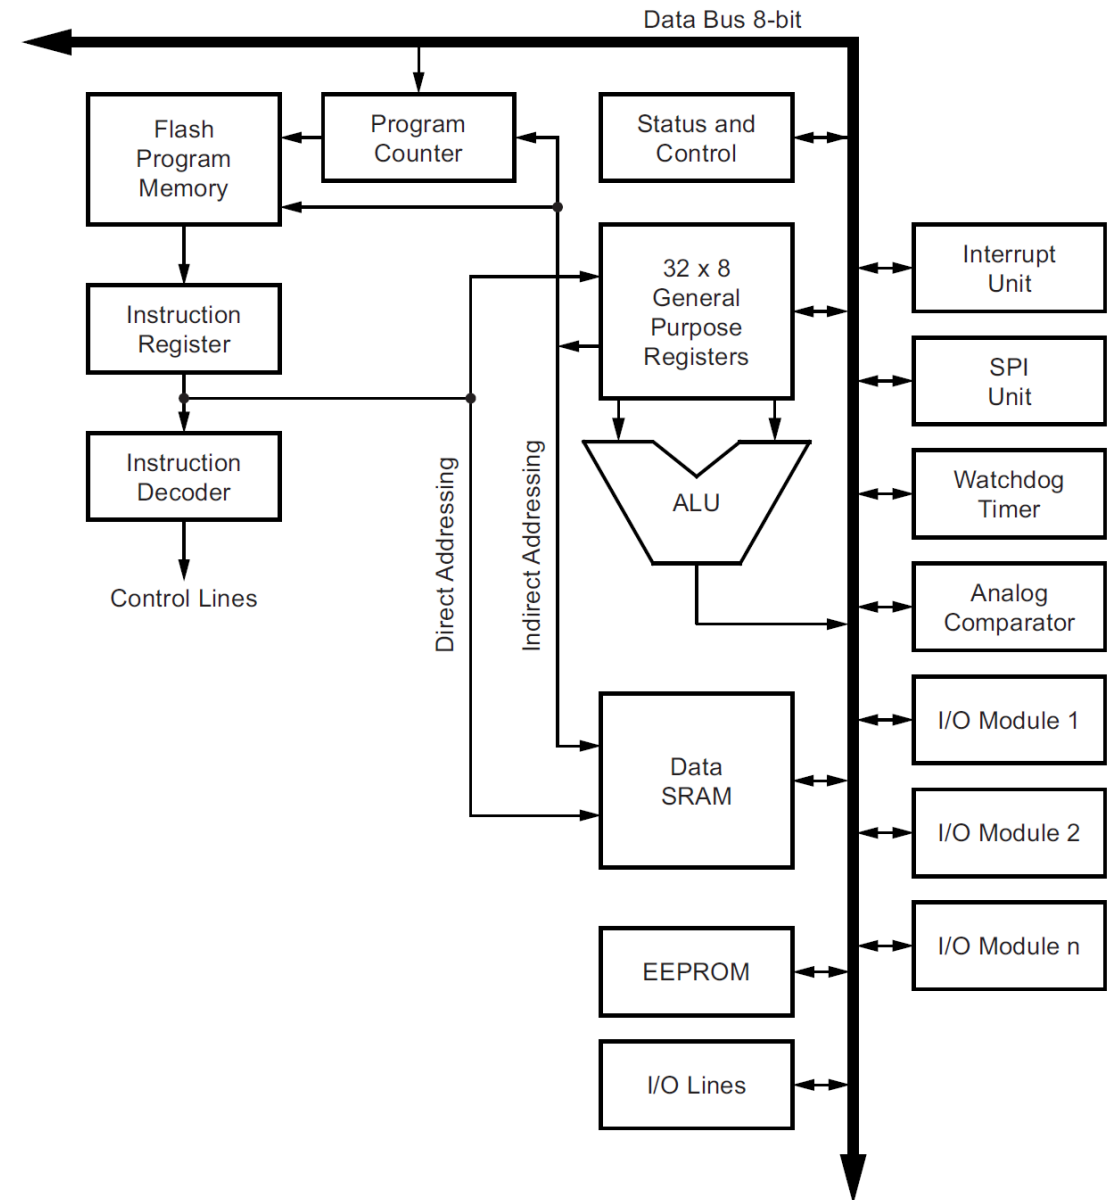 Data Bus 8-bit
Flash
Program
Memory
Program
Counter
Status and
Control
32 x 8
General
Purpose
Registers
Interrupt
Unit
Instruction
Register
SPI
Unit
Instruction
Decoder
Direct Addressing
Indirect Addressing
ALU
Watchdog
Timer
Control Lines
Analog
Comparator
Data
SRAM
I/O Module 1
I/O Module 2
EEPROM
I/O Module n
I/O Lines